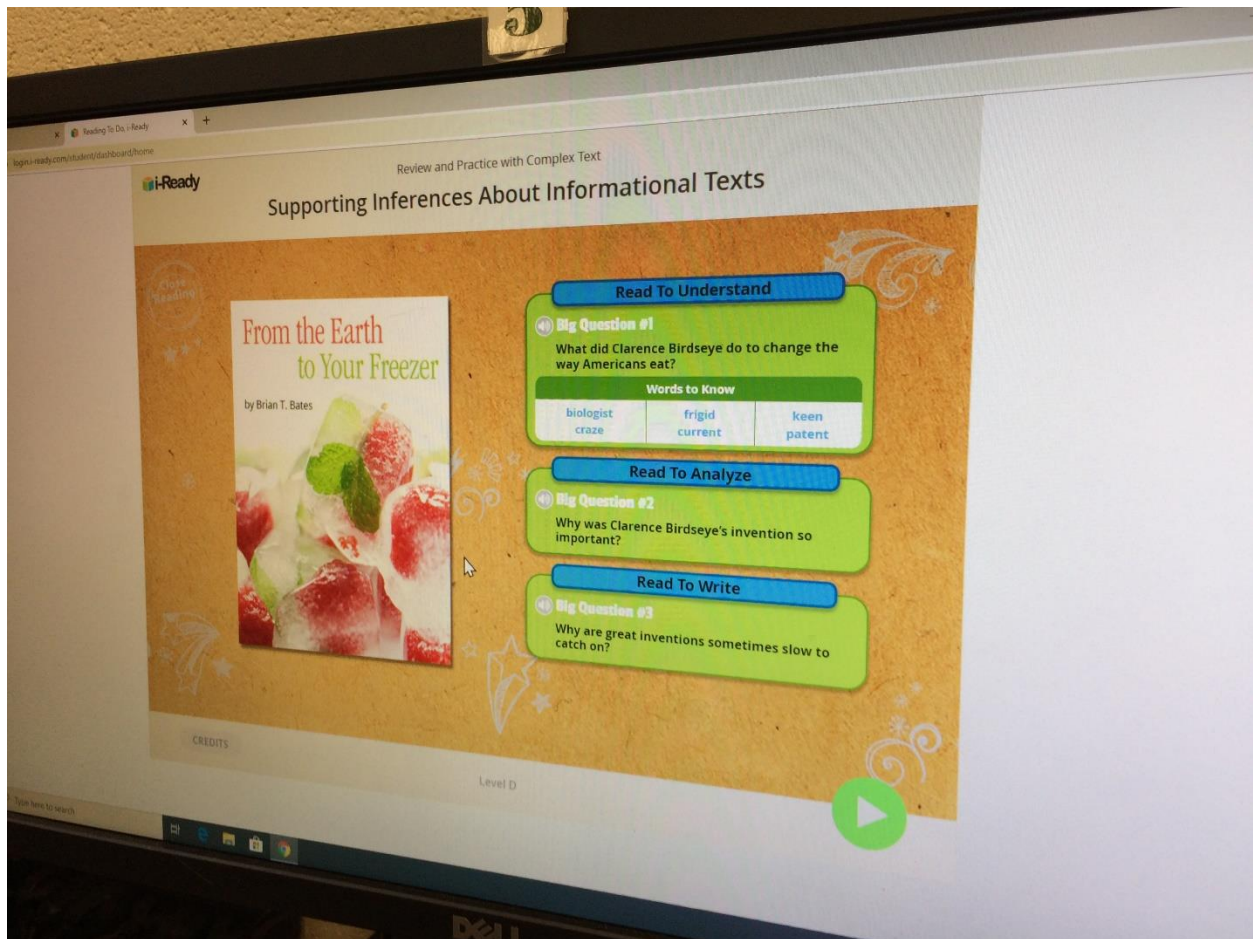 5
Reading To Do, i-Ready
login.i-ready.com/student/dashboard/home
i-Ready
Review and Practice with Complex Text
Supporting Inferences About Informational Texts
Close
Reading!
From the Earth
to Your Freezer
by Brian T. Bates
Read To Understand
Big Question #1
What did Clarence Birdseye do to change the
way Americans eat?
Words to Know
biologist frigid keen
craze current patent
Read To Analyze
Big Question #2
Why was Clarence Birdseye's invention so
important?
Read To Write
Big Question #3
Why are great inventions sometimes slow to
catch on?
CREDITS
Level D
Type here to search
DELL